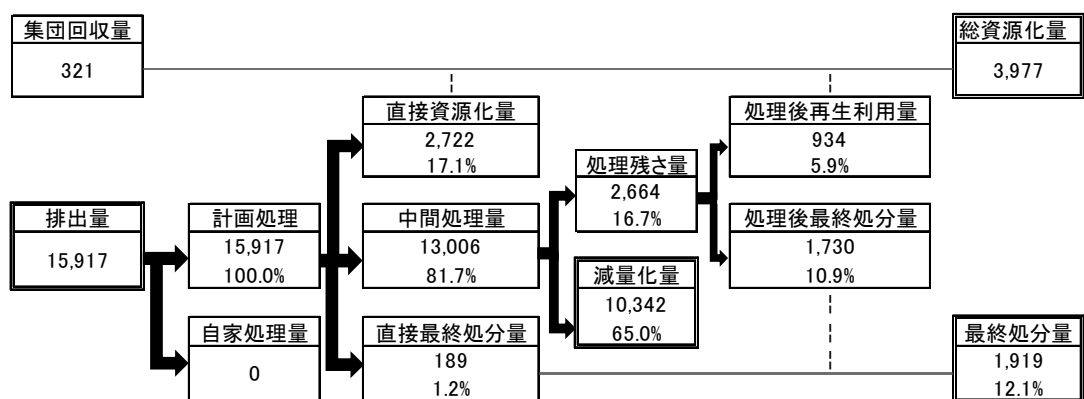 集団回収量
321
総資源化量
3,977
直接資源化量
2,722
17.1%
処理後再生利用量
934
5.9%
処理残さ量
2,664
16.7%
排出量
15,917
計画処理
15,917
100.0%
中間処理量
13,006
81.7%
処理後最終処分量
1,730
10.9%
減量化量
10,342
65.0%
自家処理量
0
直接最終処分量
189
1.2%
最終処分量
1,919
12.1%